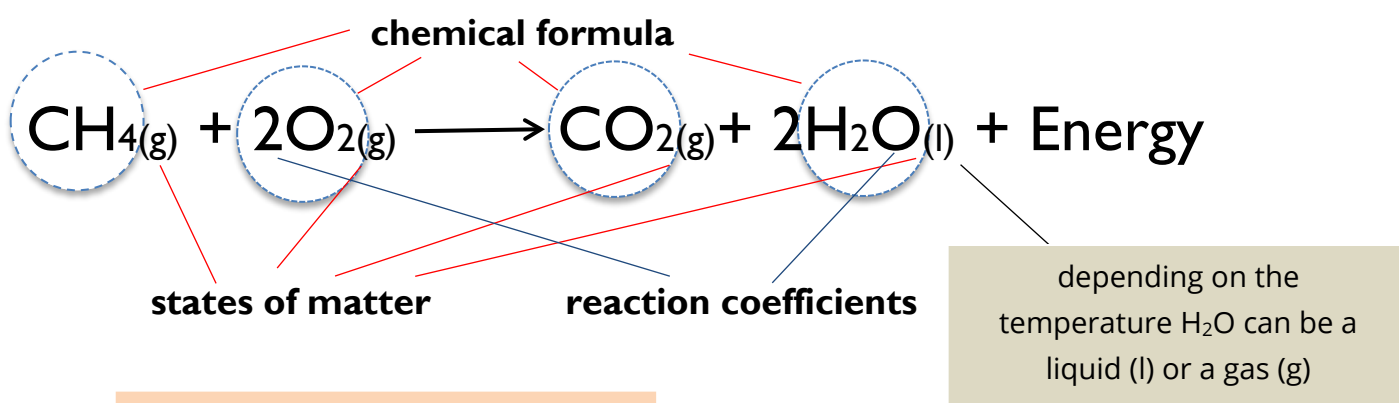 chemical formula
CH4(g) + 2O2(g) ⟶ CO2(g)+ 2H2O(l) + Energy
states of matter
reaction coefficients
depending on the
temperature H2O can be a
liquid (l) or a gas (g)